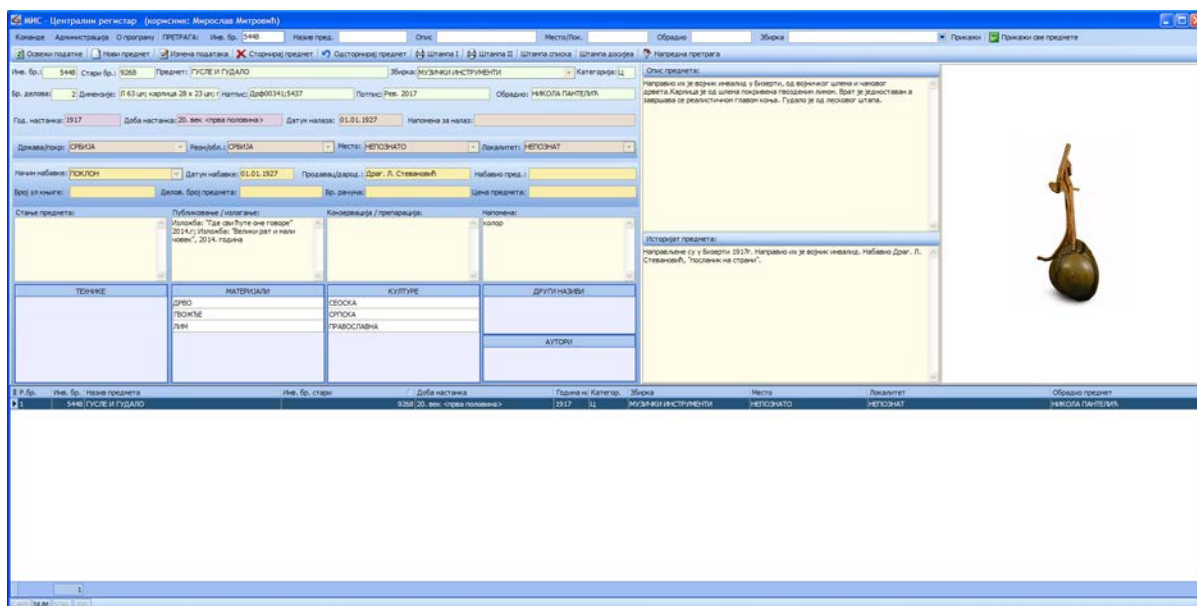 МИС - Централни регистар (корисник: Мирослав Митровић)
Команде Администрација О програму ПРЕТРАГА: Инв. бр. 5448 Назив пред. Опис Место/Лок. Обрадио Збирка Прикажи Прикажи све предмете
Освежи податке Нови предмет Измена података Сторнирај предмет Одсторнирај предмет Штампа I Штампа II Штампа списка Штампа досијеа Напредна претрага
Инв. бр.: 5448 Стари бр.: 9268 Предмет: ГУСЛЕ И ГУДАЛО Збирка: МУЗИЧКИ ИНСТРУМЕНТИ Категорија: Ц
Бр. делова: 2 Димензије: Л 63 цм; карлица 28 x 23 цм; Натпис: Дрф00341;5437 Потпис: Рев. 2017 Обрадио: НИКОЛА ПАНТЕЛИЋ
Год. настанка: 1917 Доба настанка: 20. век <прва половина> Датум налаза: 01.01.1927 Напомена за налаз:
Држава/покр: СРБИЈА Реон/обл.: СРБИЈА Место: НЕПОЗНАТО Локалитет: НЕПОЗНАТ
Начин набавке: ПОКЛОН Датум набавке: 01.01.1927 Продавац/дарод.: Драг. Л. Стевановић Набавио пред.:
Број ул књиге: Делов. број предмета: Бр. рачуна: Цена предмета:
Стање предмета: Публиковање / излагање: Конзервација / препарација: Напомена:
Изложба: "Где сви ћуте оне говоре"
2014.г; Изложба: "Велики рат и мали
човек", 2014. година
колор
ТЕХНИКЕ МАТЕРИЈАЛИ КУЛТУРЕ ДРУГИ НАЗИВИ
ДРВО СЕОСКА
ГВОЖЂЕ СРПСКА
ЛИМ ПРАВОСЛАВНА
АУТОРИ
Опис предмета:
Направио их је војник инвалид у Бизерти, од војничког шлема и чамовог
дрвета.Карлица је од шлема покривена гвозденим лимом. Врат је једноставан а
завршава се реалистичном главом коња. Гудало је од лесковог штапа.
Историјат предмета:
Направљене су у Бизерти 1917г. Направио их је војник инвалид. Набавио Драг. Л.
Стевановић, "посланик на страни".
Р.бр. Инв. бр. Назив предмета Инв. бр. стари Доба настанка Година на Категор. Збирка Место Локалитет Обрадио предмет
1 5448 ГУСЛЕ И ГУДАЛО 9268 20. век <прва половина> 1917 Ц МУЗИЧКИ ИНСТРУМЕНТИ НЕПОЗНАТО НЕПОЗНАТ НИКОЛА ПАНТЕЛИЋ
1